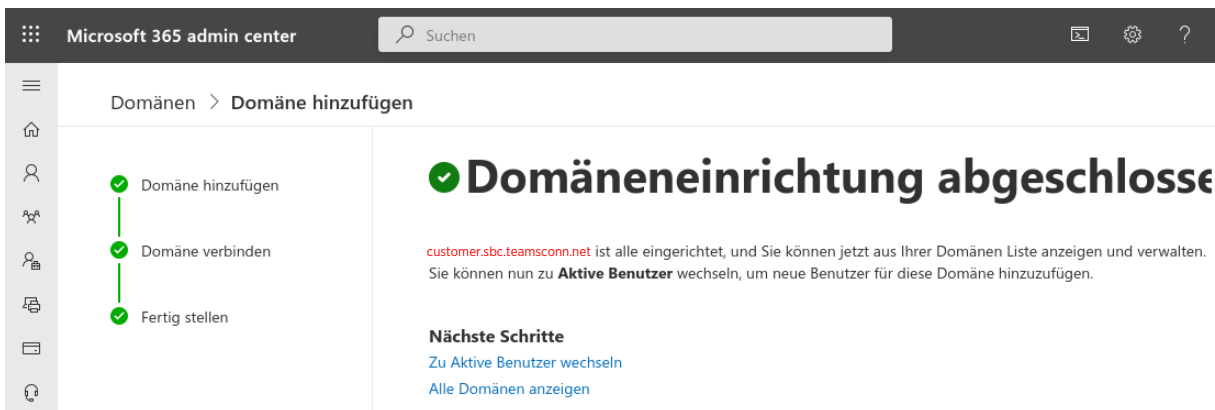 Microsoft 365 admin center
Suchen
Domänen > Domäne hinzufügen
Domäne hinzufügen
Domäne verbinden
Fertig stellen
Domäneneinrichtung abgeschlosse
customer.sbc.teamsconn.net ist alle eingerichtet, und Sie können jetzt aus Ihrer Domänen Liste anzeigen und verwalten.
Sie können nun zu Aktive Benutzer wechseln, um neue Benutzer für diese Domäne hinzuzufügen.
Nächste Schritte
Zu Aktive Benutzer wechseln
Alle Domänen anzeigen